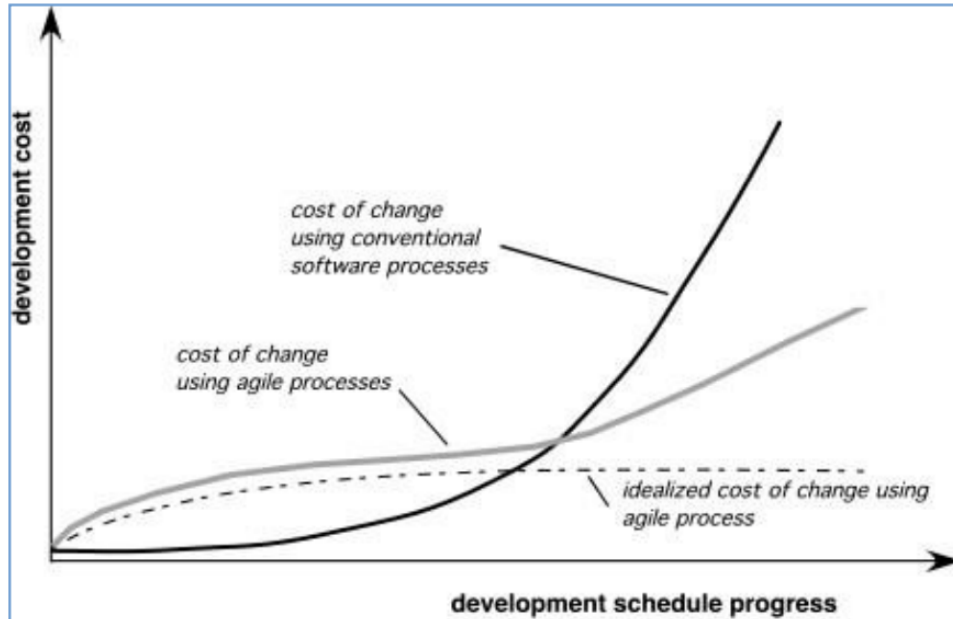 development cost
cost of change
using conventional
software processes
cost of change
using agile processes
idealized cost of change using
agile process
development schedule progress